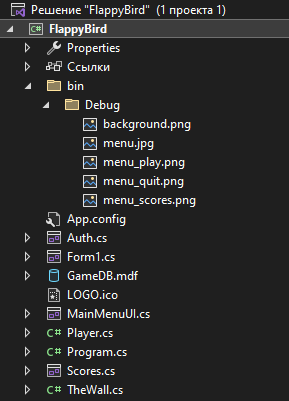 Решение "FlappyBird" (1 проекта)
FlappyBird
Properties
Ссылки
bin
Debug
background.png
menu.jpg
menu_play.png
menu_quit.png
menu_scores.png
App.config
Auth.cs
Form1.cs
GameDB.mdf
LOGO.ico
MainMenuUI.cs
Player.cs
Program.cs
Scores.cs
TheWall.cs